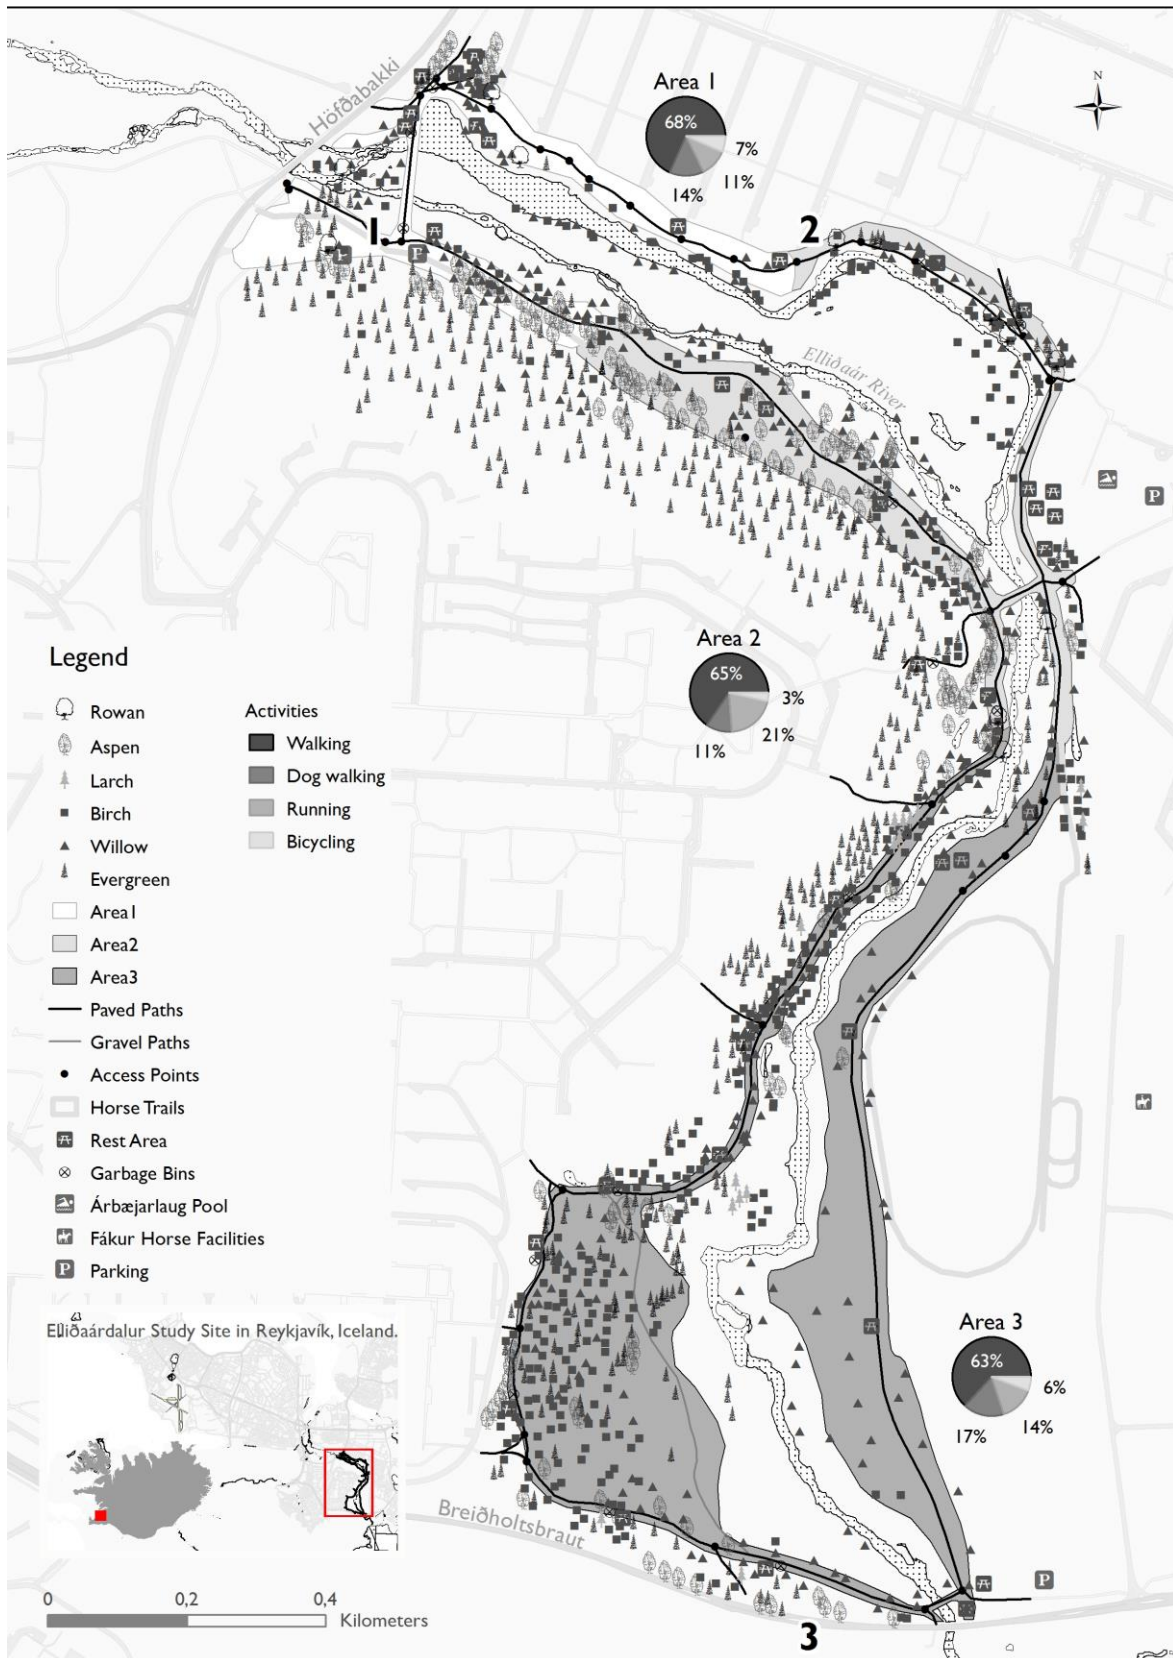 Höfðabakki
N
Area 1
68%
7%
11%
14%
1
2
P
P
Elliðaár River
P
Area 2
65%
3%
21%
11%
Legend
Rowan
Aspen
Larch
Birch
Willow
Evergreen
Area1
Area2
Area3
Paved Paths
Gravel Paths
Access Points
Horse Trails
Rest Area
Garbage Bins
Árbæjarlaug Pool
Fákur Horse Facilities
P Parking
Activities
Walking
Dog walking
Running
Bicycling
Area 3
63%
6%
14%
17%
Elliðaárdalur Study Site in Reykjavík, Iceland.
Breiðholtsbraut
P
0 0,2 0,4
Kilometers
3